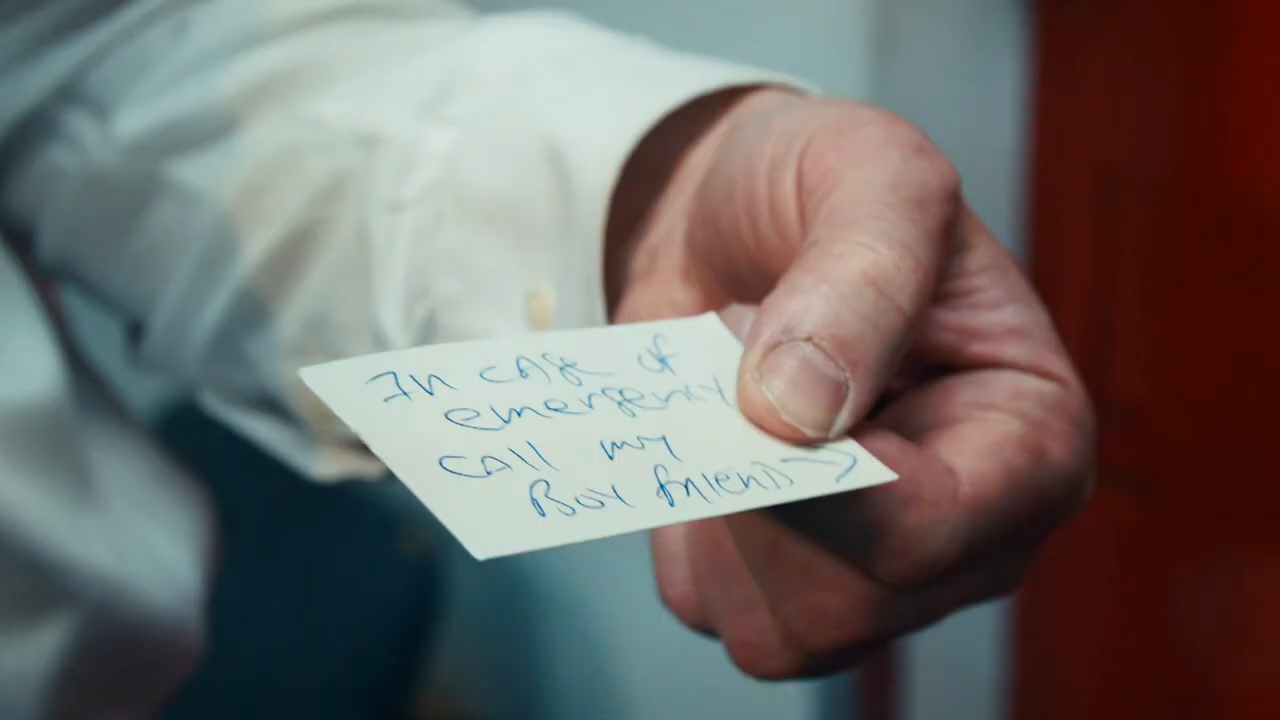 In case of
emergency
call my
Boy friend →